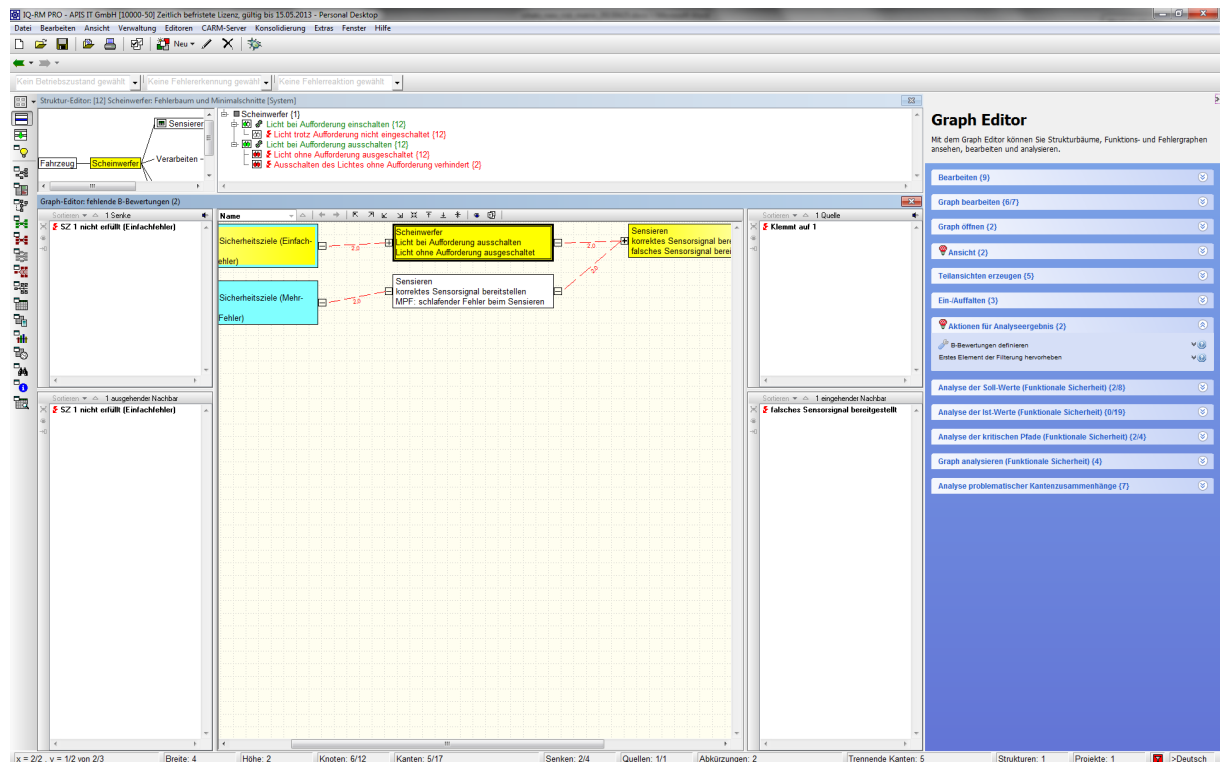 IQ-RM PRO - APIS IT GmbH [10000-50] Zeitlich befristete Lizenz, gültig bis 15.05.2013 - Personal Desktop
Datei Bearbeiten Ansicht Verwaltung Editoren CARM-Server Konsolidierung Extras Fenster Hilfe
Neu
Kein Betriebszustand gewählt Keine Fehlererkennung gewähl Keine Fehlerreaktion gewählt
Struktur-Editor: [12] Scheinwerfer: Fehlerbaum und Minimalschnitte [System]
Sensieren
Fahrzeug Scheinwerfer Verarbeiten
Scheinwerfer {1}
Licht bei Aufforderung einschalten {12}
Licht trotz Aufforderung nicht eingeschaltet {12}
Licht bei Aufforderung ausschalten {12}
Licht ohne Aufforderung ausgeschaltet {12}
Ausschalten des Lichtes ohne Aufforderung verhindert {2}
Graph-Editor: fehlende B-Bewertungen (2)
Sortieren 1 Senke
SZ 1 nicht erfüllt (Einfachfehler)
Name
Sicherheitsziele (Einfach-
ehler)
2,0
Scheinwerfer
Licht bei Aufforderung ausschalten
Licht ohne Aufforderung ausgeschaltet
2,0
Sensieren
korrektes Sensorsignal bere
falsches Sensorsignal berei
Sicherheitsziele (Mehr-
Fehler)
2,0
Sensieren
korrektes Sensorsignal bereitstellen
MPF: schlafender Fehler beim Sensieren
2,0
Sortieren 1 Quelle
Klemmt auf 1
Sortieren 1 ausgehender Nachbar
SZ 1 nicht erfüllt (Einfachfehler)
Sortieren 1 eingehender Nachbar
falsches Sensorsignal bereitgestellt
Graph Editor
Mit dem Graph Editor können Sie Strukturbäume, Funktions- und Fehlergraphen
ansehen, bearbeiten und analysieren.
Bearbeiten {9}
Graph bearbeiten {6/7}
Graph öffnen {2}
Ansicht {2}
Teilansichten erzeugen {5}
Ein-/Auffalten {3}
Aktionen für Analyseergebnis {2}
B-Bewertungen definieren
Erstes Element der Filterung hervorheben
Analyse der Soll-Werte (Funktionale Sicherheit) {2/8}
Analyse der Ist-Werte (Funktionale Sicherheit) {0/19}
Analyse der kritischen Pfade (Funktionale Sicherheit) {2/4}
Graph analysieren (Funktionale Sicherheit) {4}
Analyse problematischer Kantenzusammenhänge {7}
x = 2/2 , y = 1/2 von 2/3 Breite: 4 Höhe: 2 Knoten: 6/12 Kanten: 5/17 Senken: 2/4 Quellen: 1/1 Abkürzungen: 2 Trennende Kanten: 5 Strukturen: 1 Projekte: 1 >Deutsch